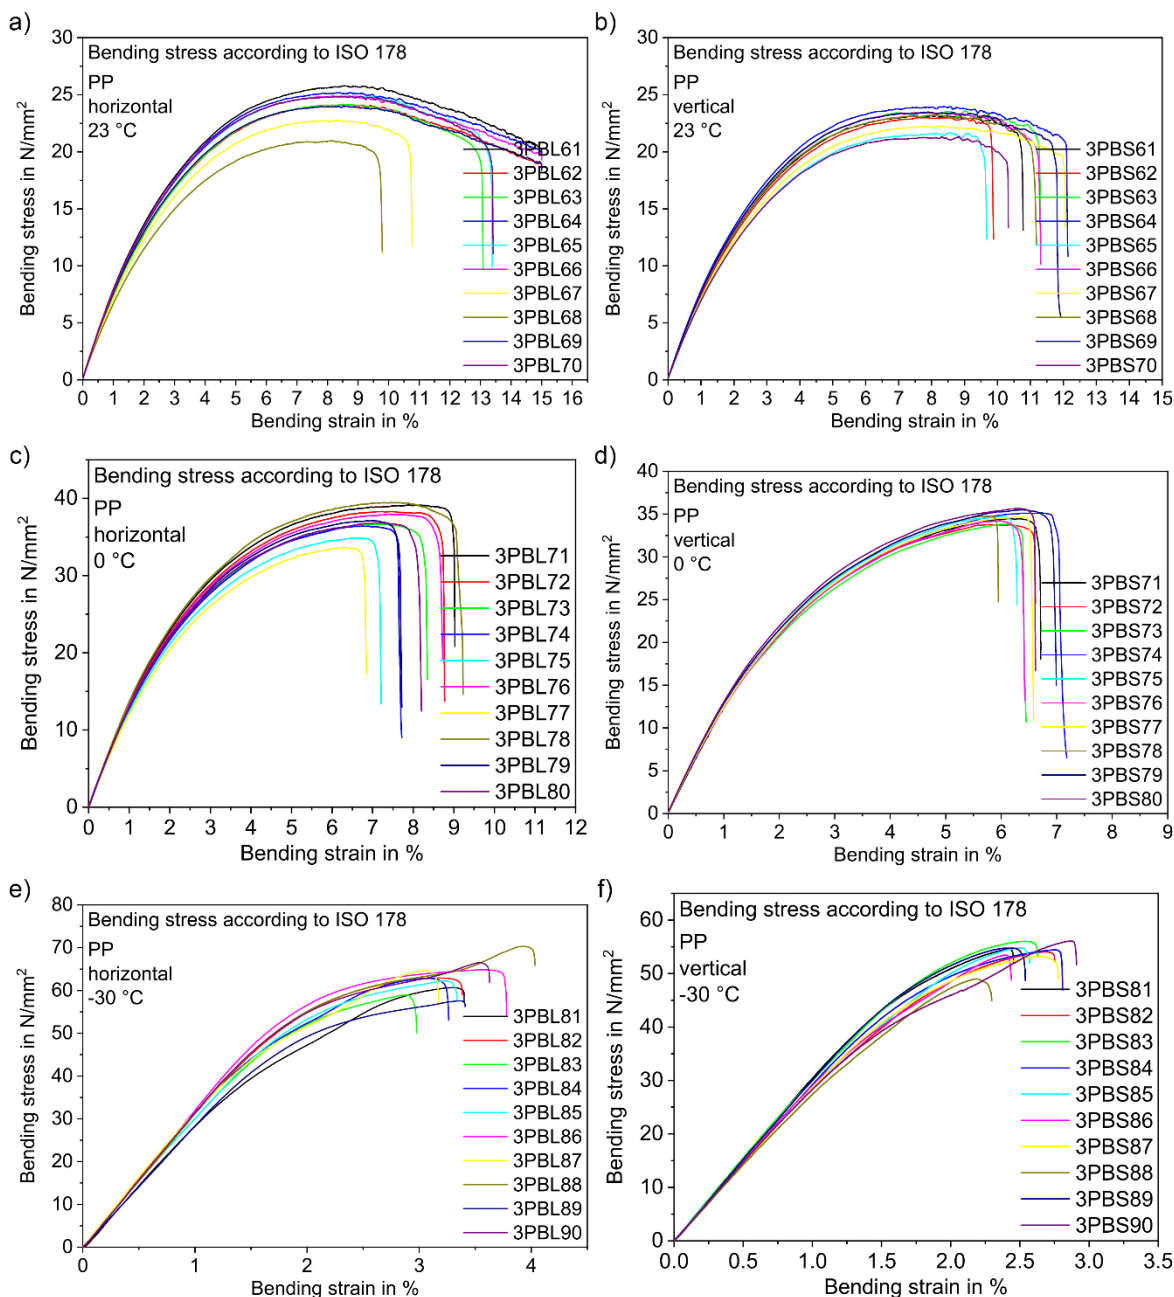 a)
Bending stress according to ISO 178
PP
horizontal
23 °C
Bending stress in N/mm²
30
25
20
15
10
5
0
3PBL61
3PBL62
3PBL63
3PBL64
3PBL65
3PBL66
3PBL67
3PBL68
3PBL69
3PBL70
0 1 2 3 4 5 6 7 8 9 10 11 12 13 14 15 16
Bending strain in %
b)
Bending stress according to ISO 178
PP
vertical
23 °C
Bending stress in N/mm²
30
25
20
15
10
5
0
3PBS61
3PBS62
3PBS63
3PBS64
3PBS65
3PBS66
3PBS67
3PBS68
3PBS69
3PBS70
0 1 2 3 4 5 6 7 8 9 10 11 12 13 14 15
Bending strain in %
c)
Bending stress according to ISO 178
PP
horizontal
0 °C
Bending stress in N/mm²
40
30
20
10
0
3PBL71
3PBL72
3PBL73
3PBL74
3PBL75
3PBL76
3PBL77
3PBL78
3PBL79
3PBL80
0 1 2 3 4 5 6 7 8 9 10 11 12
Bending strain in %
d)
Bending stress according to ISO 178
PP
vertical
0 °C
Bending stress in N/mm²
40
35
30
25
20
15
10
5
0
3PBS71
3PBS72
3PBS73
3PBS74
3PBS75
3PBS76
3PBS77
3PBS78
3PBS79
3PBS80
0 1 2 3 4 5 6 7 8 9
Bending strain in %
e)
Bending stress according to ISO 178
PP
horizontal
-30 °C
Bending stress in N/mm²
80
70
60
50
40
30
20
10
0
3PBL81
3PBL82
3PBL83
3PBL84
3PBL85
3PBL86
3PBL87
3PBL88
3PBL89
3PBL90
0 1 2 3 4
Bending strain in %
f)
Bending stress according to ISO 178
PP
vertical
-30 °C
Bending stress in N/mm²
60
50
40
30
20
10
0
3PBS81
3PBS82
3PBS83
3PBS84
3PBS85
3PBS86
3PBS87
3PBS88
3PBS89
3PBS90
0.0 0.5 1.0 1.5 2.0 2.5 3.0 3.5
Bending strain in %